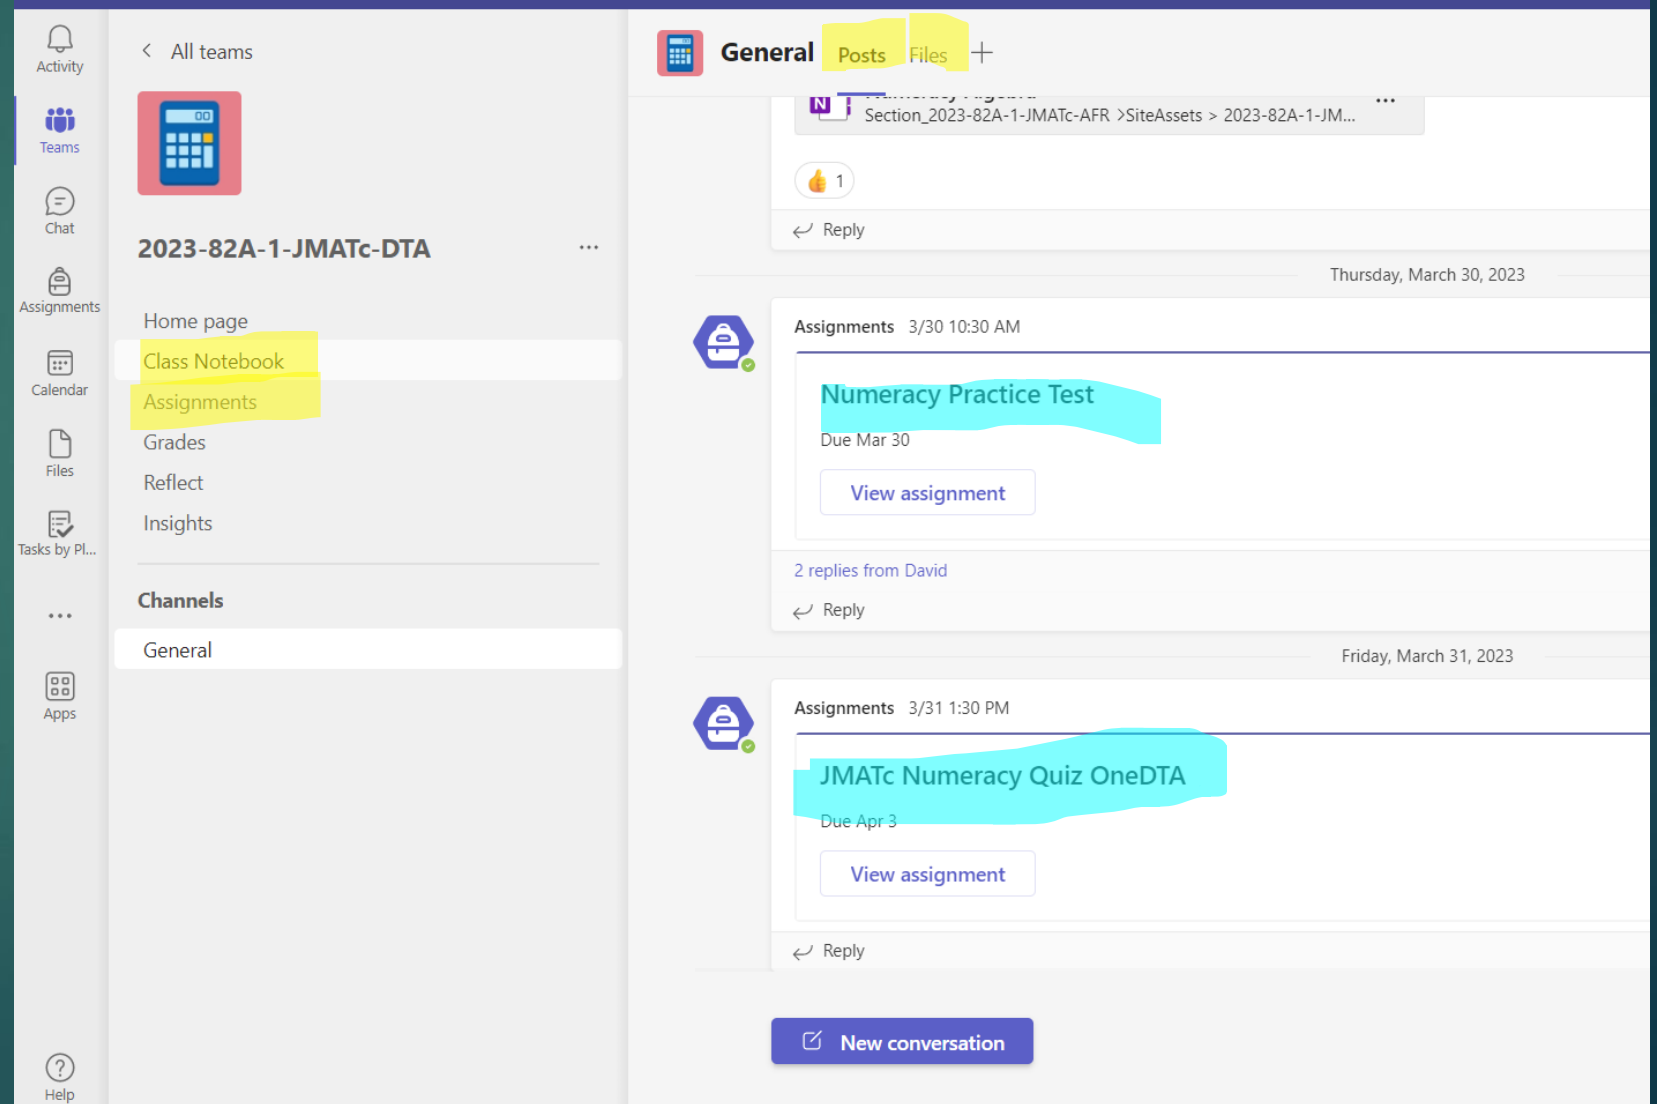 Activity
Teams
Chat
Assignments
Calendar
Files
Tasks by Pl...
...
Apps
Help
All teams
2023-82A-1-JMATc-DTA
...
Home page
Class Notebook
Assignments
Grades
Reflect
Insights
Channels
General
General Posts Files +
N
Numeracy Algebra
...
Section_2023-82A-1-JMATc-AFR >SiteAssets > 2023-82A-1-JM...
1
Reply
Thursday, March 30, 2023
Assignments 3/30 10:30 AM
Numeracy Practice Test
Due Mar 30
View assignment
2 replies from David
Reply
Friday, March 31, 2023
Assignments 3/31 1:30 PM
JMATc Numeracy Quiz OneDTA
Due Apr 3
View assignment
Reply
New conversation